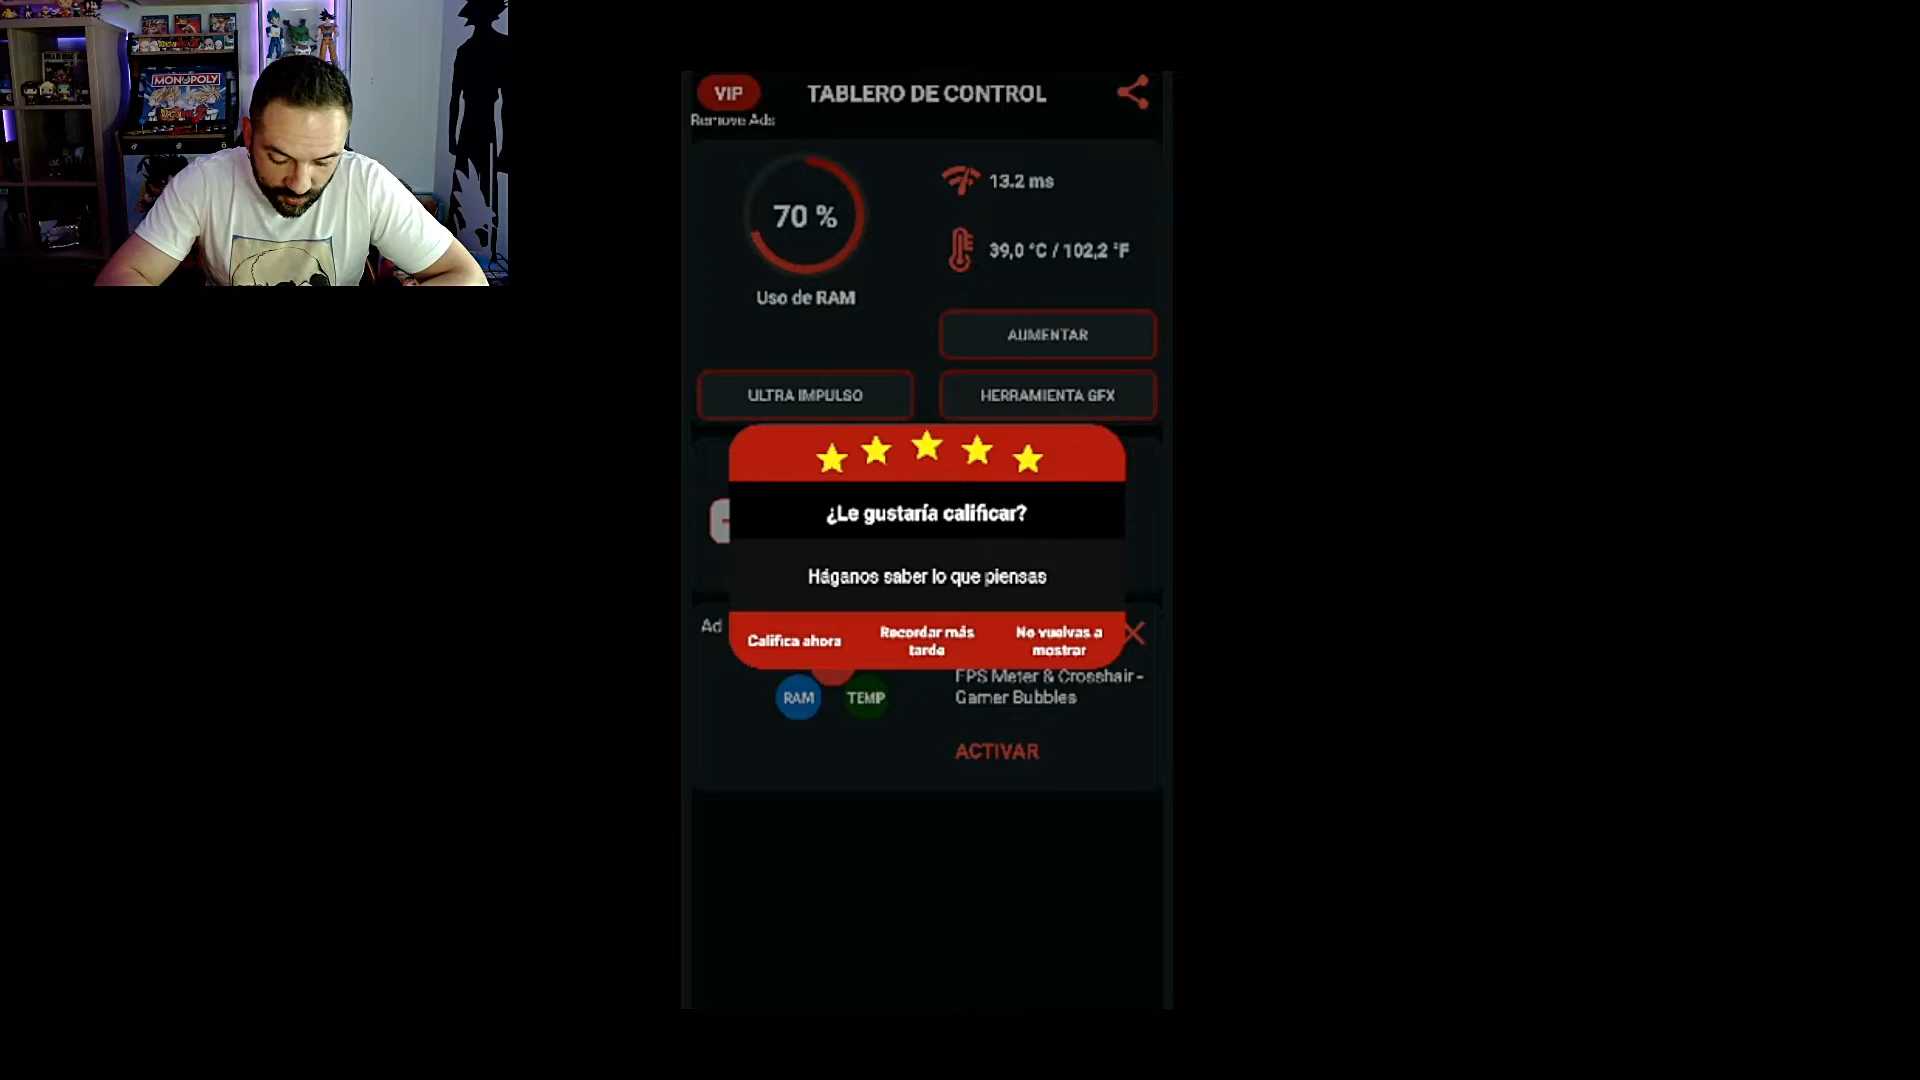 MONOPOLY
VIP
TABLERO DE CONTROL
Remove Ads
70 %
13.2 ms
39,0 °C / 102,2 °F
Uso de RAM
AUMENTAR
ULTRA IMPULSO
HERRAMIENTA GFX
¿Le gustaría calificar?
Háganos saber lo que piensas
Ad
Califica ahora
Recordar más
tarde
No vuelvas a
mostrar
FPS Meter & Crosshair -
Gamer Bubbles
RAM
TEMP
ACTIVAR